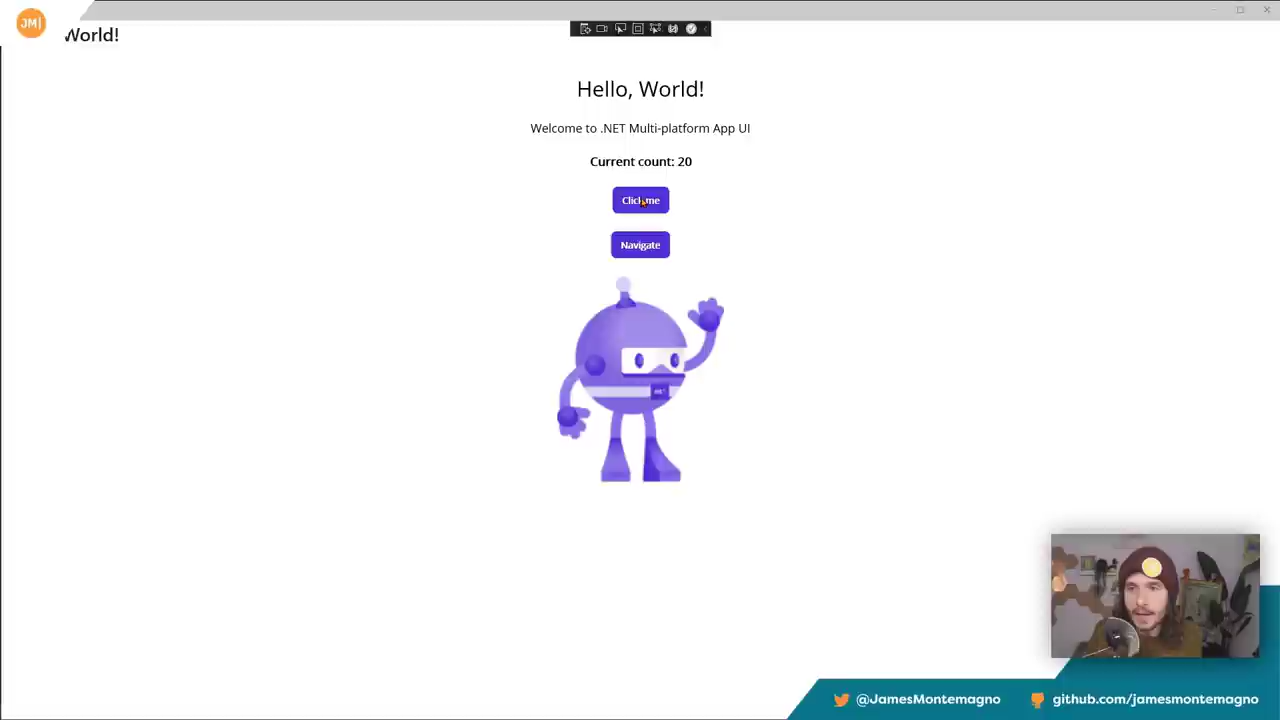 JM|
World!
Hello, World!
Welcome to .NET Multi-platform App UI
Current count: 20
Click me
Navigate
@JamesMontemagno
github.com/jamesmontemagno